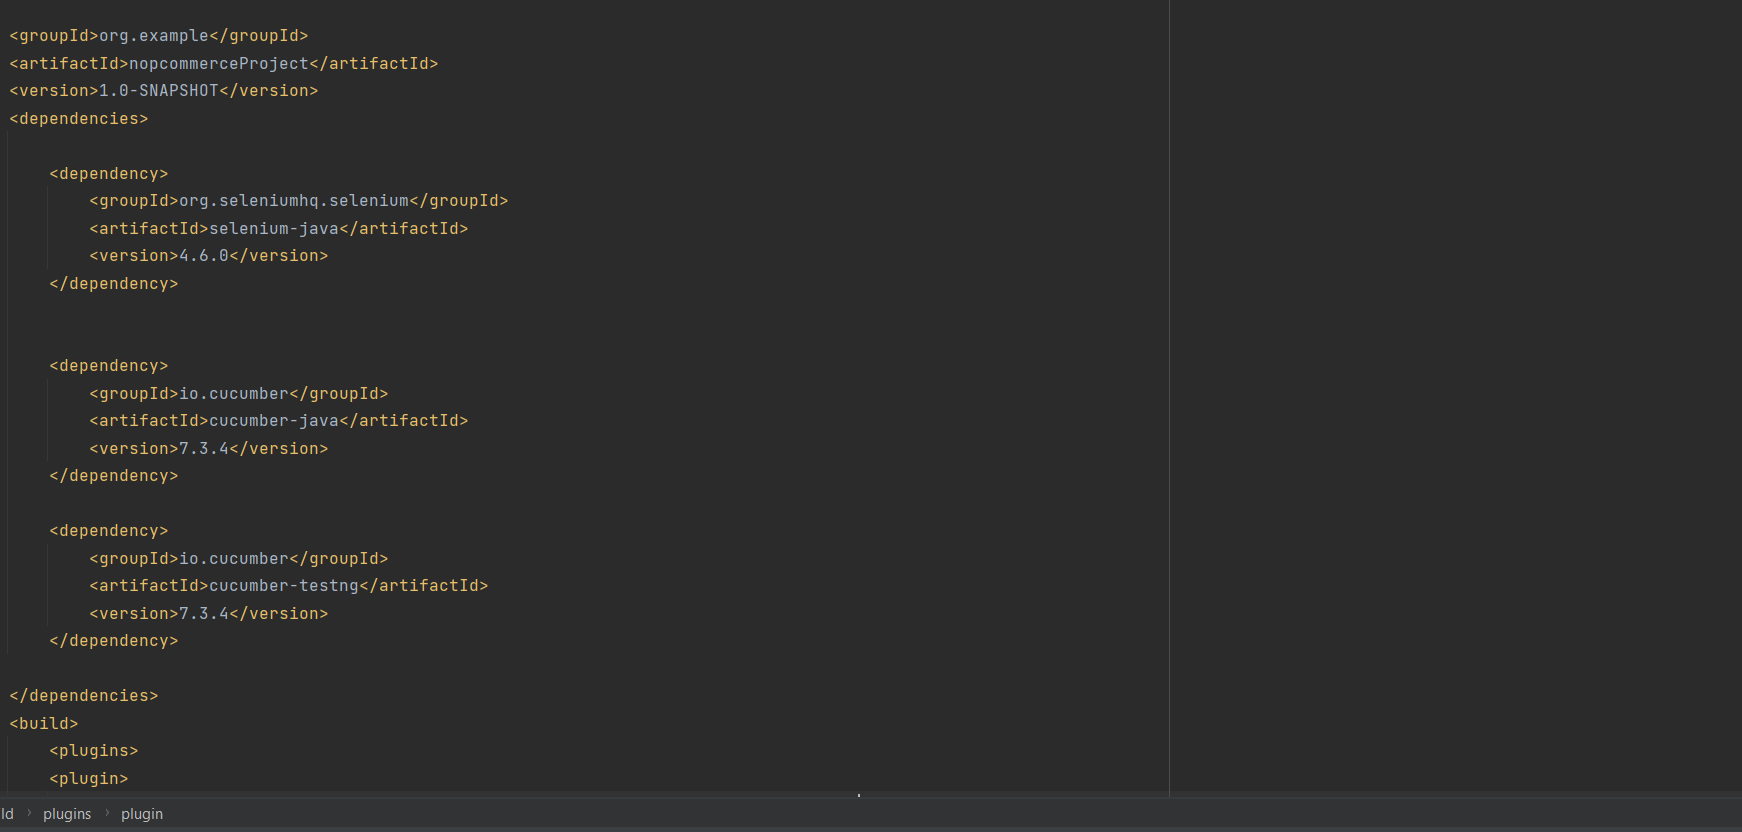 <groupId>org.example</groupId>
<artifactId>nopcommerceProject</artifactId>
<version>1.0-SNAPSHOT</version>
<dependencies>
<dependency>
<groupId>org.seleniumhq.selenium</groupId>
<artifactId>selenium-java</artifactId>
<version>4.6.0</version>
</dependency>
<dependency>
<groupId>io.cucumber</groupId>
<artifactId>cucumber-java</artifactId>
<version>7.3.4</version>
</dependency>
<dependency>
<groupId>io.cucumber</groupId>
<artifactId>cucumber-testng</artifactId>
<version>7.3.4</version>
</dependency>
</dependencies>
<build>
<plugins>
<plugin>
ld › plugins › plugin